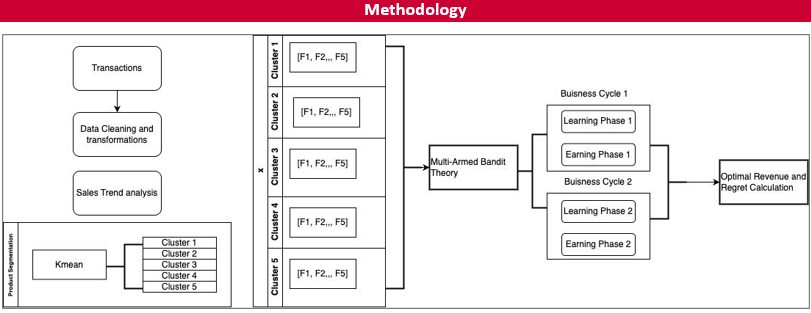 Methodology
Transactions
Data Cleaning and
transformations
Sales Trend analysis
Product Segmentation
Kmean
Cluster 1
Cluster 2
Cluster 3
Cluster 4
Cluster 5
x
Cluster 1
[F1, F2,,, F5]
Cluster 2
[F1, F2,,, F5]
Cluster 3
[F1, F2,,, F5]
Cluster 4
[F1, F2,,, F5]
Cluster 5
[F1, F2,,, F5]
Multi-Armed Bandit
Theory
Buisness Cycle 1
Learning Phase 1
Earning Phase 1
Buisness Cycle 2
Learning Phase 2
Earning Phase 2
Optimal Revenue and
Regret Calculation